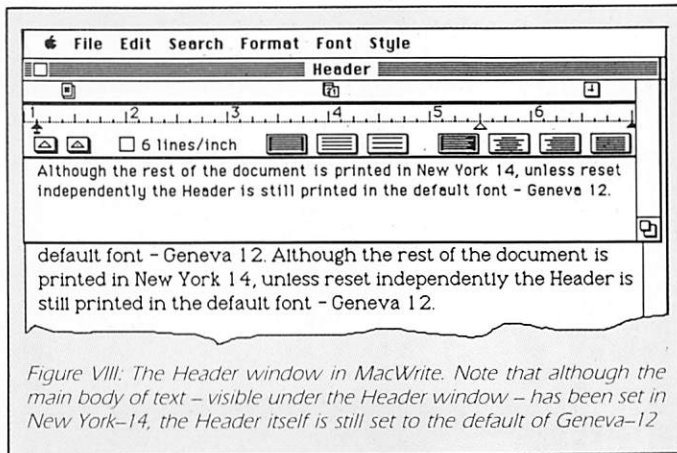 File Edit Search Format Font Style
Header
1 2 3 4 5 6
6 lines/inch
Although the rest of the document is printed in New York 14, unless reset
independently the Header is still printed in the default font - Geneva 12.
default font - Geneva 12. Although the rest of the document is
printed in New York 14, unless reset independently the Header is
still printed in the default font - Geneva 12.
Figure VIII: The Header window in MacWrite. Note that although the
main body of text – visible under the Header window – has been set in
New York–14, the Header itself is still set to the default of Geneva–12